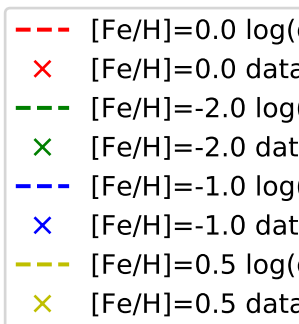 [Fe/H]=0.0 log(
[Fe/H]=0.0 data
[Fe/H]=-2.0 log(
[Fe/H]=-2.0 dat
[Fe/H]=-1.0 log(
[Fe/H]=-1.0 dat
[Fe/H]=0.5 log(
[Fe/H]=0.5 data